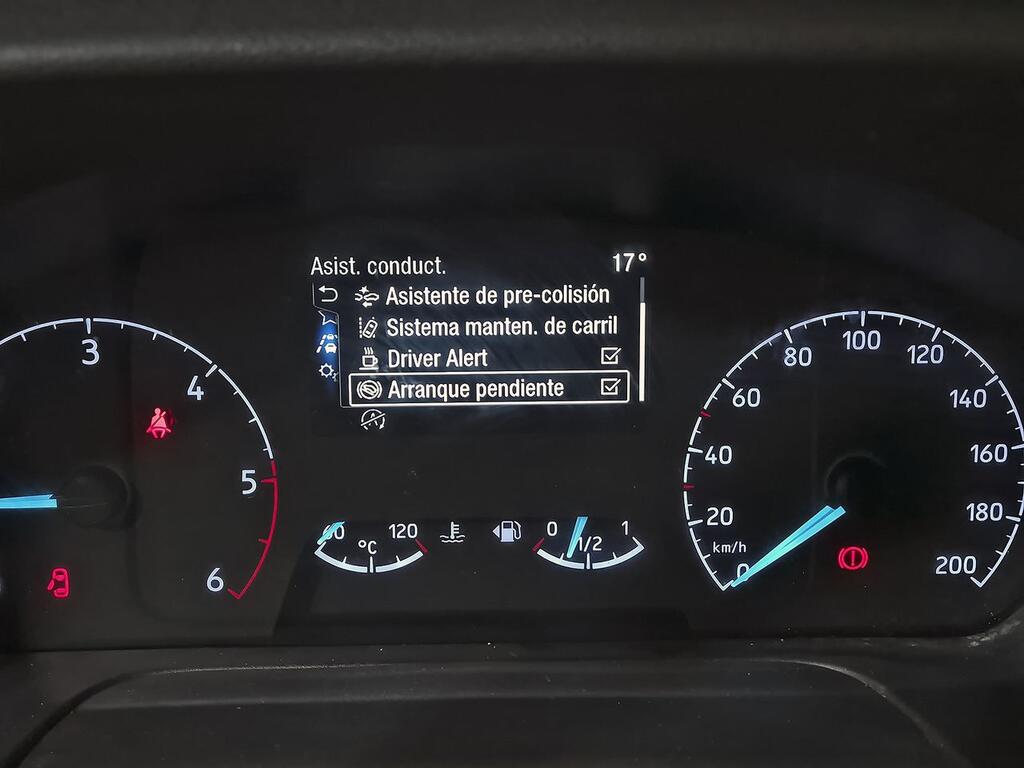 Asist. conduct. 17°
Asistente de pre-colisión
Sistema manten. de carril
Driver Alert
Arranque pendiente
3
4
5
6
60 120
°C
0 1/2 1
0
20
40
60
80
100
120
140
160
180
200
km/h